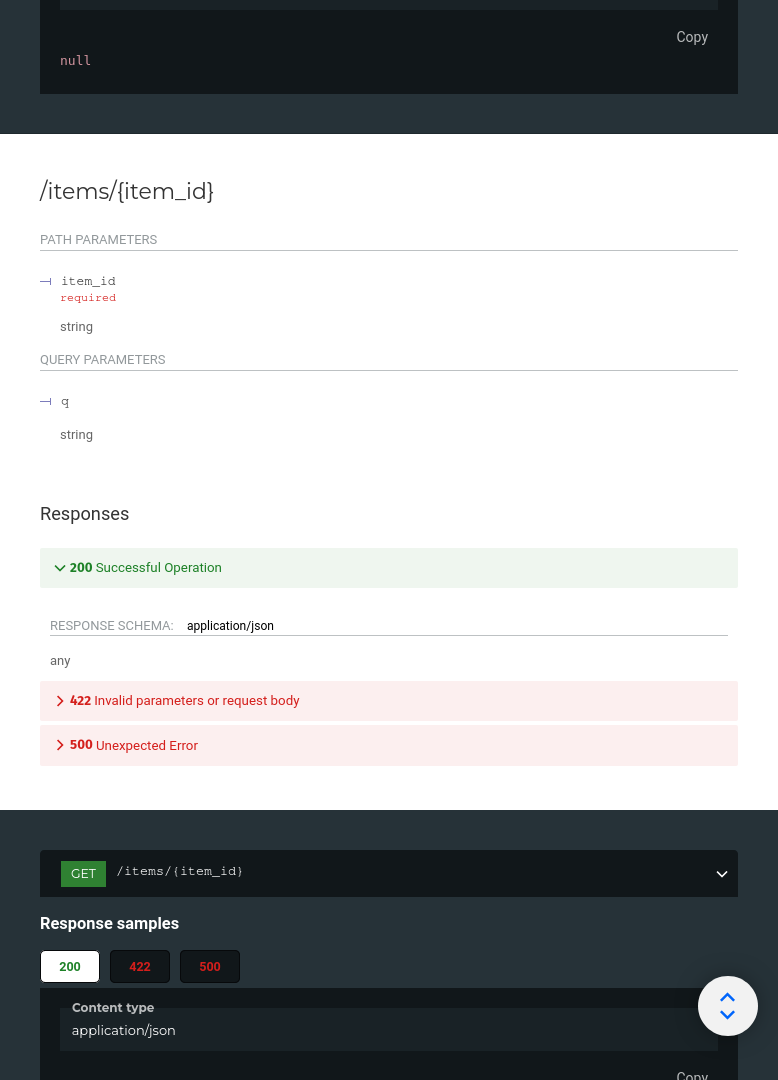 Copy
null
/items/{item_id}
PATH PARAMETERS
item_id
required
string
QUERY PARAMETERS
q
string
Responses
200 Successful Operation
RESPONSE SCHEMA: application/json
any
422 Invalid parameters or request body
500 Unexpected Error
GET /items/{item_id}
Response samples
200 422 500
Content type
application/json
Copy